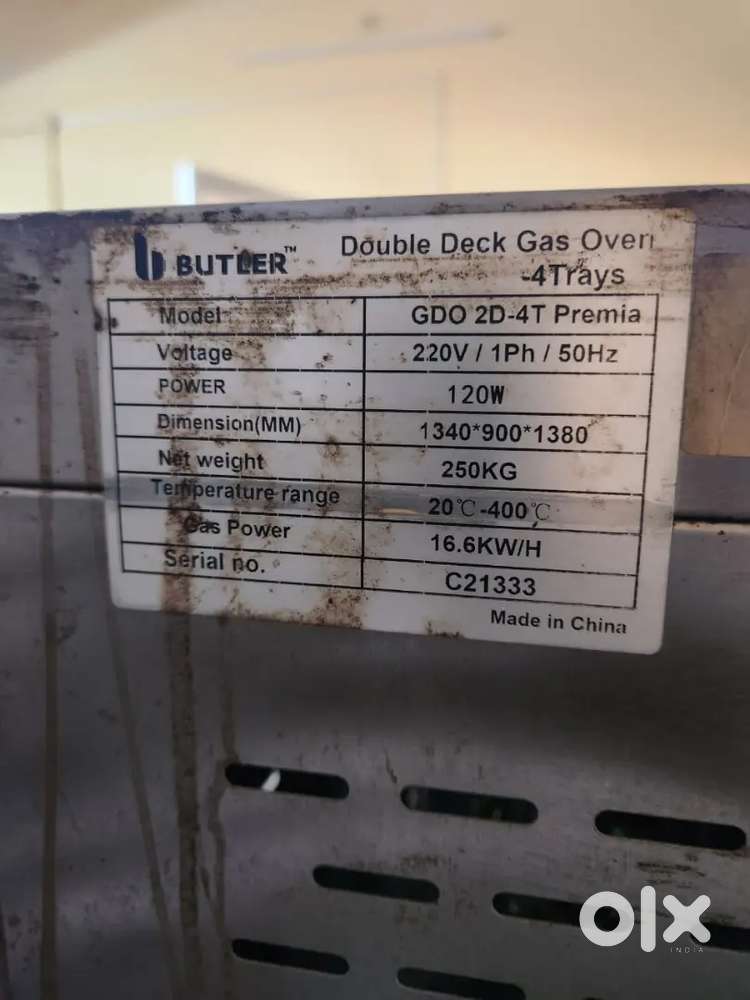 BUTLER™ Double Deck Gas Oven
-4Trays
Model GDO 2D-4T Premia
Voltage 220V / 1Ph / 50Hz
POWER 120W
Dimension(MM) 1340*900*1380
Net weight 250KG
Temperature range 20℃-400℃
Gas Power 16.6KW/H
Serial no. C21333
Made in China
olx
INDIA